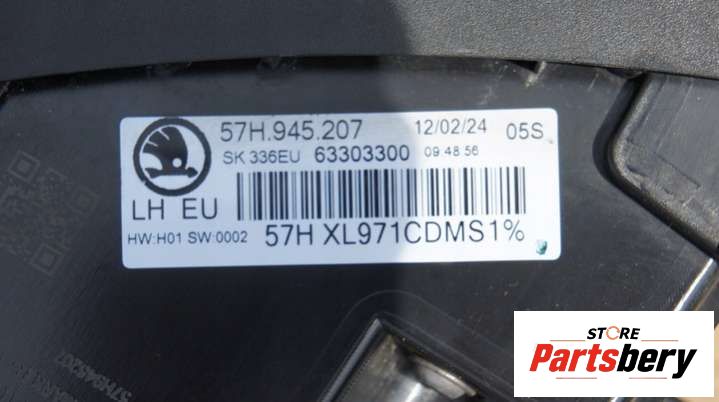 57H.945.207 12/02/24 05S
SK 336EU 63303300 09:48:56
LH EU
HW:H01 SW:0002 57H XL971CDMS1%
STORE
Partsbery